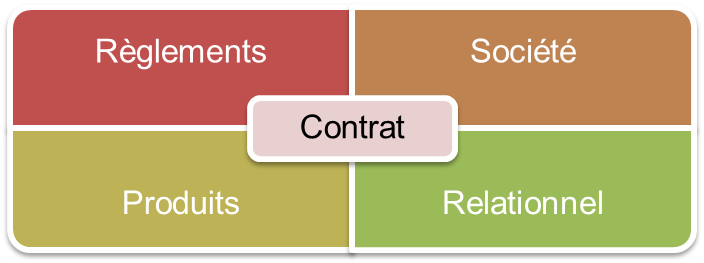 Règlements
Société
Contrat
Produits
Relationnel